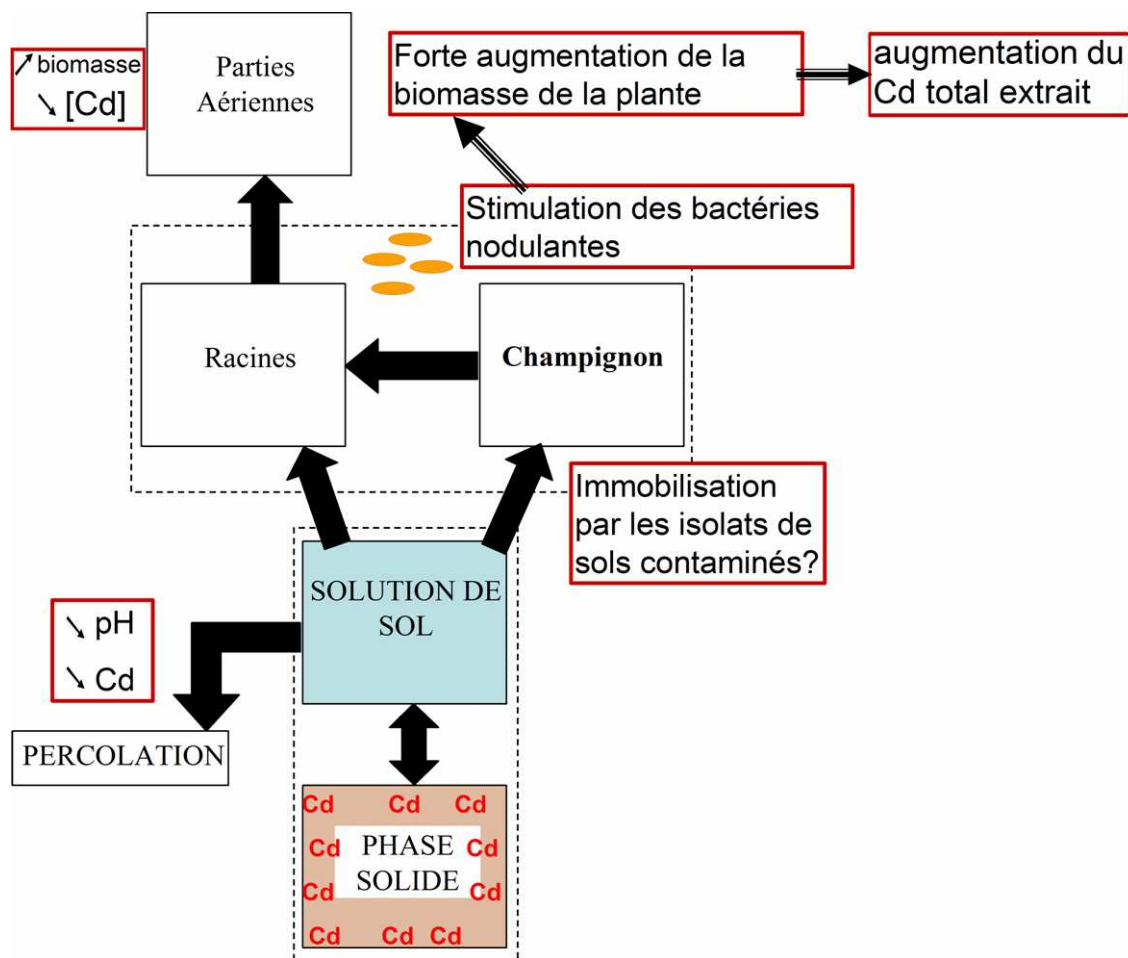 ↗ biomasse
↘ [Cd]
Parties
Aériennes
Forte augmentation de la
biomasse de la plante
augmentation du
Cd total extrait
Stimulation des bactéries
nodulantes
Racines
Champignon
Immobilisation
par les isolats de
sols contaminés?
SOLUTION DE
SOL
↘ pH
↘ Cd
PERCOLATION
Cd Cd Cd
Cd PHASE Cd
Cd SOLIDE Cd
Cd Cd Cd